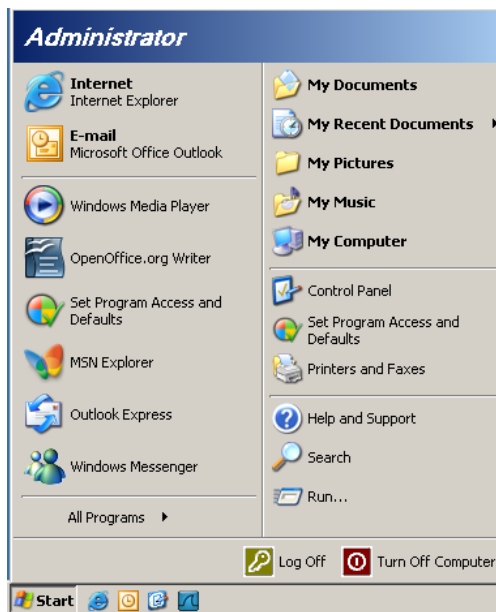 Administrator
Internet
Internet Explorer
E-mail
Microsoft Office Outlook
Windows Media Player
OpenOffice.org Writer
Set Program Access and
Defaults
MSN Explorer
Outlook Express
Windows Messenger
All Programs
My Documents
My Recent Documents
My Pictures
My Music
My Computer
Control Panel
Set Program Access and
Defaults
Printers and Faxes
Help and Support
Search
Run...
Log Off
Turn Off Computer
Start